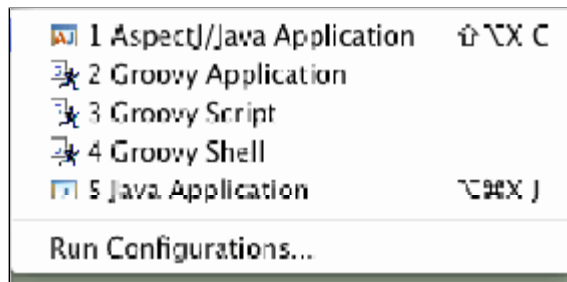 1 AspectJ/Java Application ⇧⌥X C
2 Groovy Application
3 Groovy Script
4 Groovy Shell
5 Java Application ⌥⌘X J
Run Configurations...